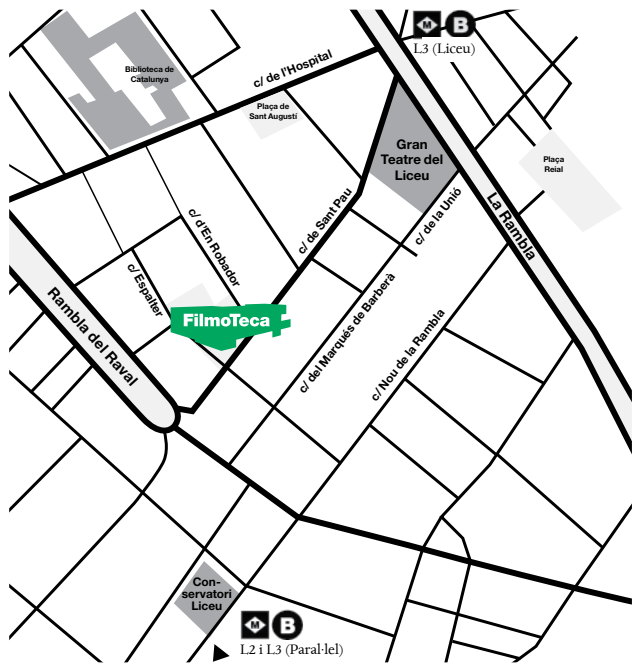 M B
L3 (Liceu)
Biblioteca de
Catalunya
c/ de l'Hospital
Plaça de
Sant Augustí
Gran
Teatre del
Liceu
Plaça
Reial
La Rambla
c/ de la Unió
c/ de Sant Pau
c/ d'En Robador
c/ Espalter
FilmoTeca
Rambla del Raval
c/ del Marqués de Barberà
c/ Nou de la Rambla
Con-
servatori
Liceu
M B
L2 i L3 (Paral·lel)